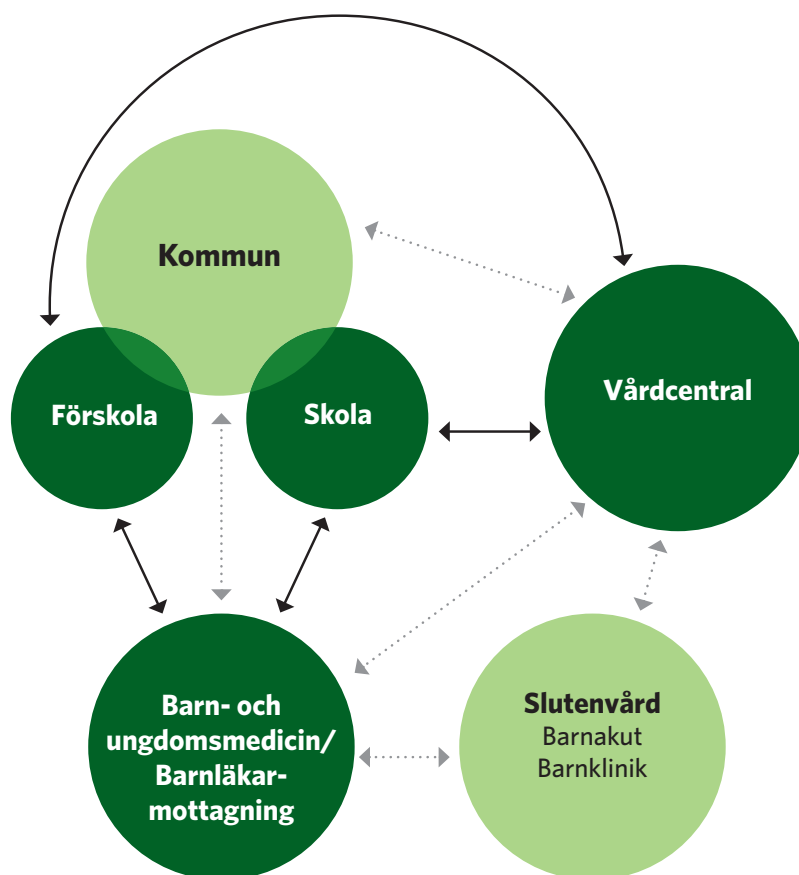 Kommun
Förskola
Skola
Vårdcentral
Barn- och
ungdomsmedicin/
Barnläkar-
mottagning
Slutenvård
Barnakut
Barnklinik